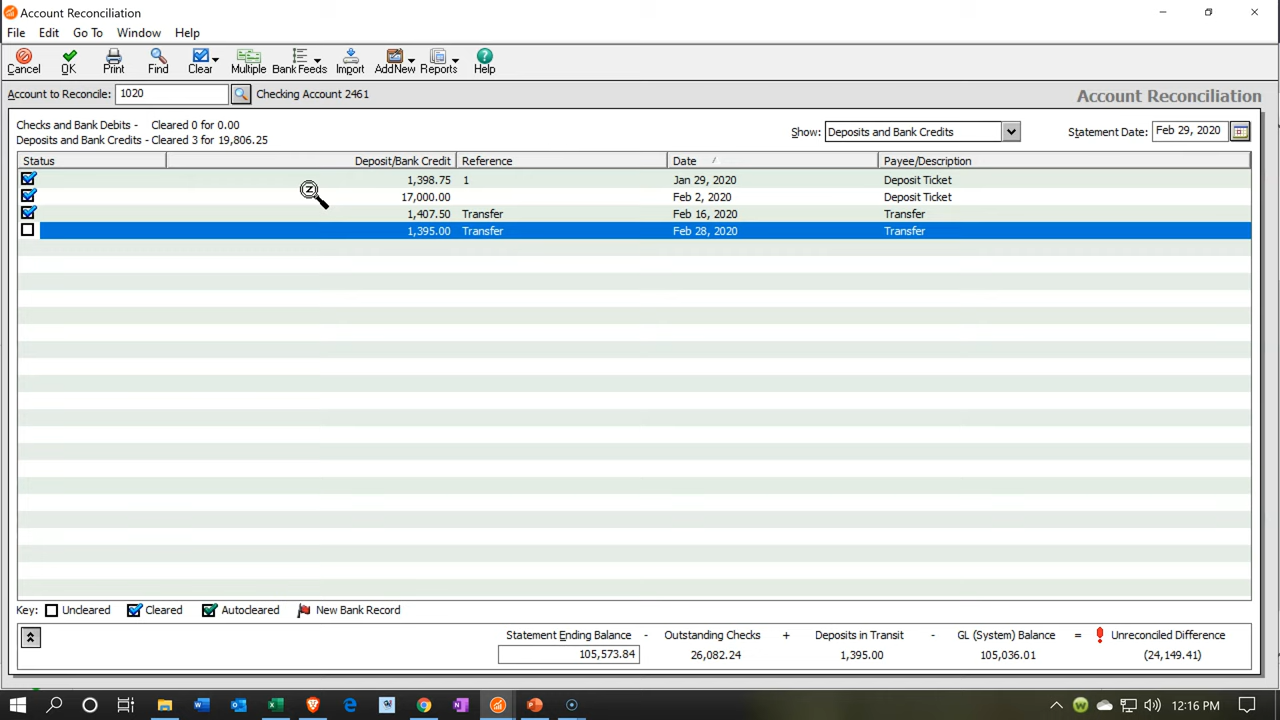 Account Reconciliation
File Edit Go To Window Help
Cancel OK Print Find Clear Multiple Bank Feeds Import AddNew Reports Help
Account to Reconcile: 1020 Checking Account 2461
Account Reconciliation
Checks and Bank Debits - Cleared 0 for 0.00
Deposits and Bank Credits - Cleared 3 for 19,806.25
Show: Deposits and Bank Credits Statement Date: Feb 29, 2020
Status Deposit/Bank Credit Reference Date Payee/Description
1,398.75 1 Jan 29, 2020 Deposit Ticket
17,000.00 Feb 2, 2020 Deposit Ticket
1,407.50 Transfer Feb 16, 2020 Transfer
1,395.00 Transfer Feb 28, 2020 Transfer
Key: Uncleared Cleared Autocleared New Bank Record
Statement Ending Balance - Outstanding Checks + Deposits in Transit - GL (System) Balance = Unreconciled Difference
105,573.84 26,082.24 1,395.00 105,036.01 (24,149.41)
12:16 PM